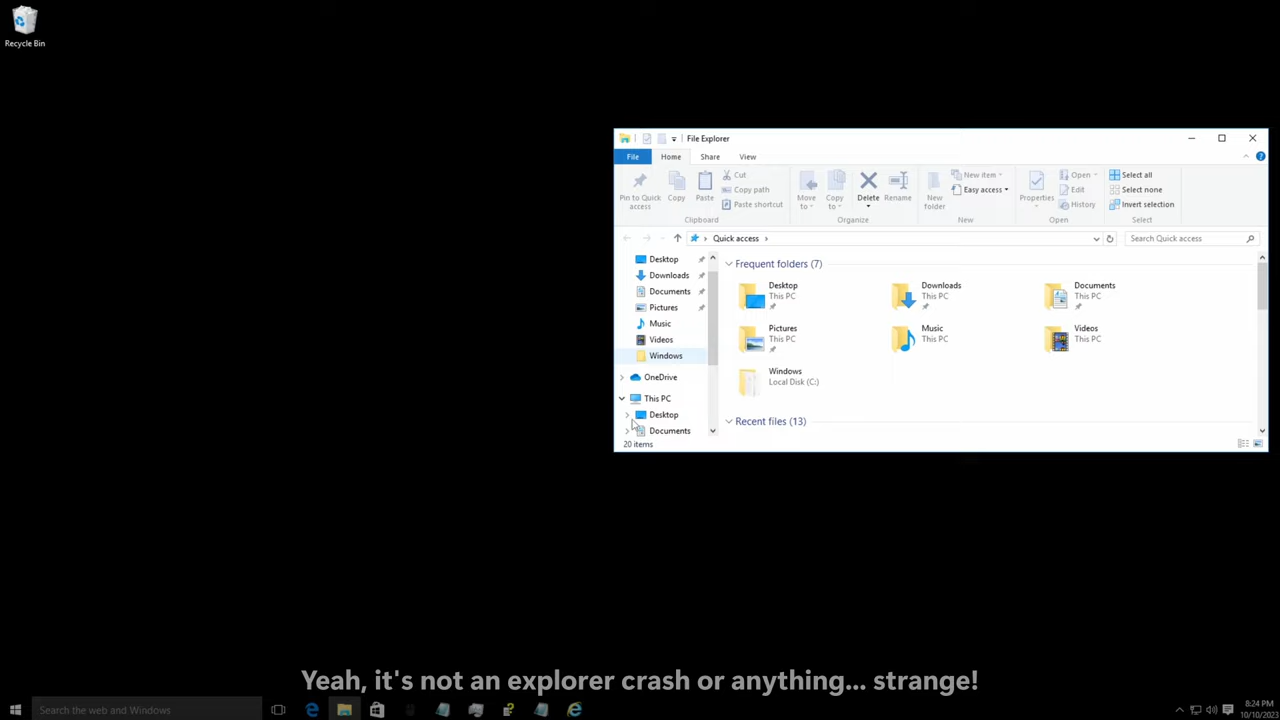 Recycle Bin
File Explorer
File Home Share View
Pin to Quick access
Copy
Paste
Cut
Copy path
Paste shortcut
Clipboard
Move to
Copy to
Delete
Rename
Organize
New folder
New item
Easy access
New
Properties
Open
Edit
History
Open
Select all
Select none
Invert selection
Select
Quick access
Search Quick access
Desktop
Downloads
Documents
Pictures
Music
Videos
Windows
OneDrive
This PC
Desktop
Documents
20 items
Frequent folders (7)
Desktop
This PC
Downloads
This PC
Documents
This PC
Pictures
This PC
Music
This PC
Videos
This PC
Windows
Local Disk (C:)
Recent files (13)
Yeah, it's not an explorer crash or anything... strange!
Search the web and Windows
8:24 PM
10/10/2023